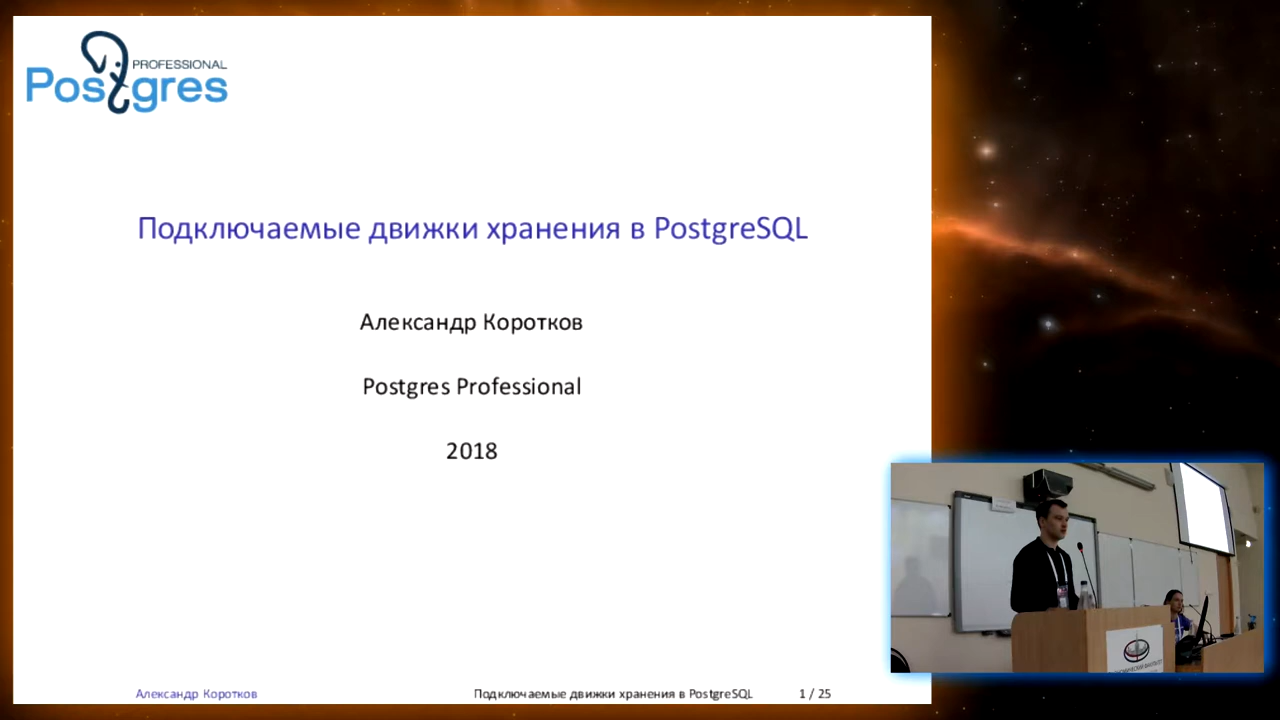 PROFESSIONAL
Postgres
Подключаемые движки хранения в PostgreSQL
Александр Коротков
Postgres Professional
2018
Александр Коротков
Подключаемые движки хранения в PostgreSQL
1 / 25